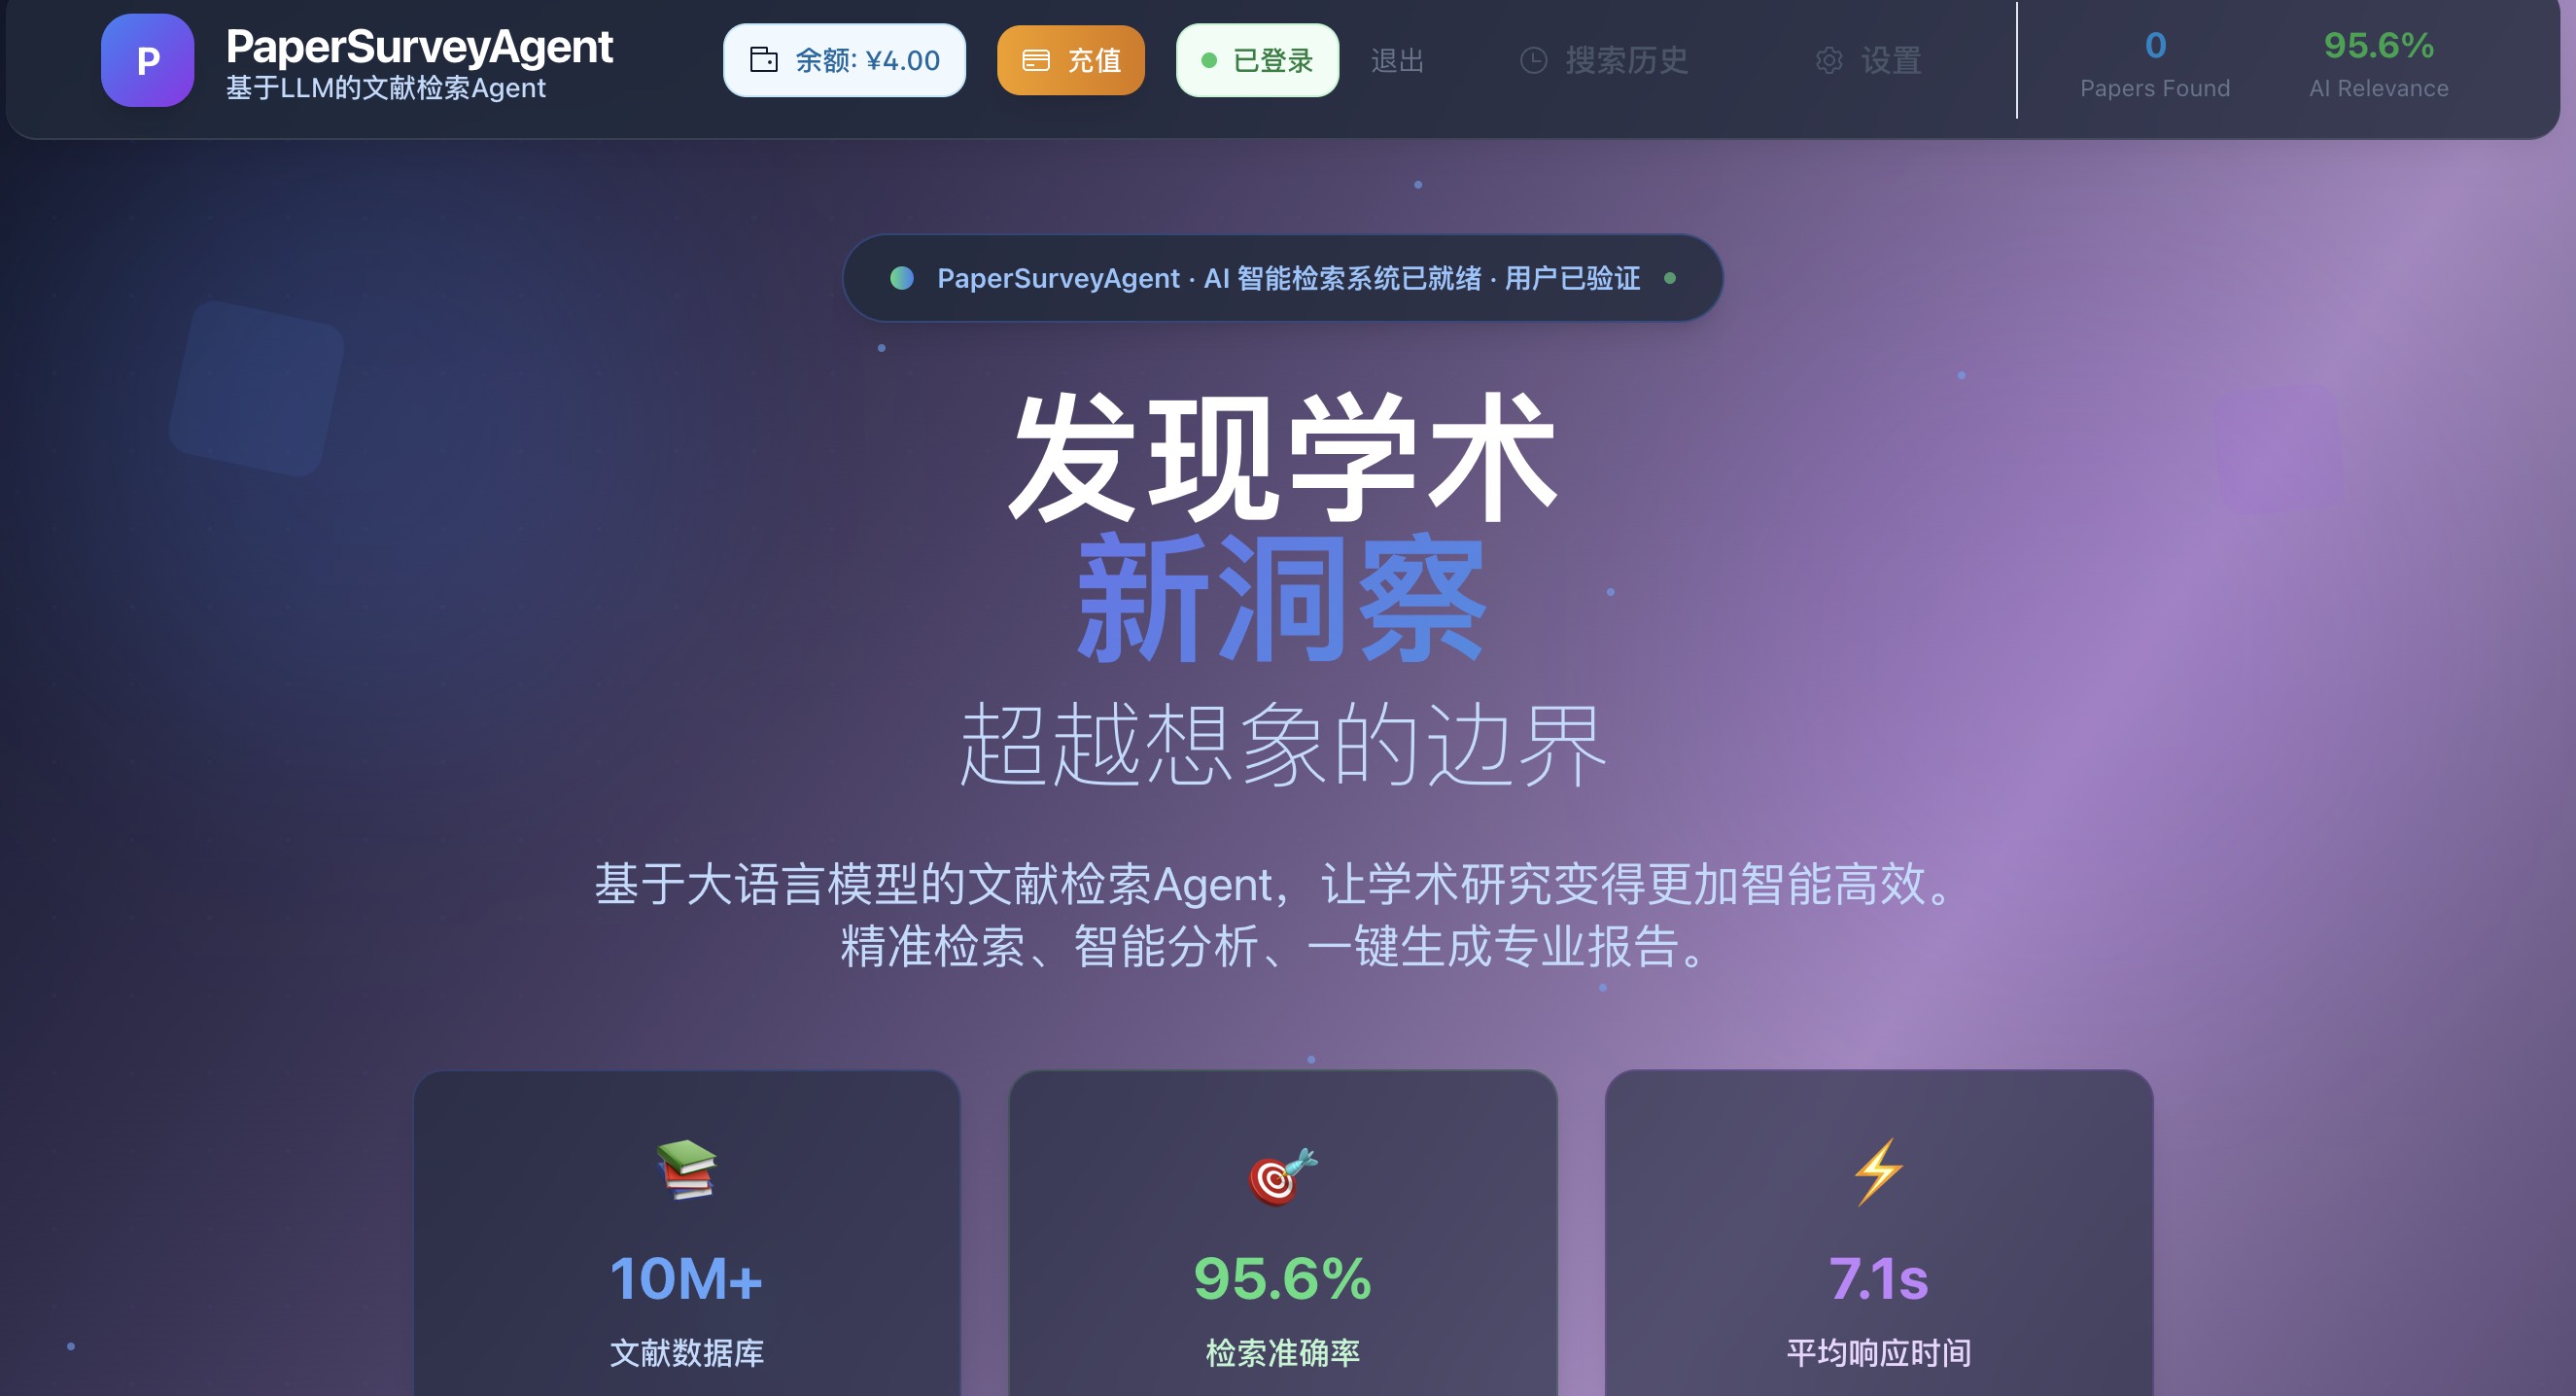 P
PaperSurveyAgent
基于LLM的文献检索Agent
余额: ¥4.00
充值
已登录
退出
搜索历史
设置
0
Papers Found
95.6%
AI Relevance
PaperSurveyAgent · AI 智能检索系统已就绪 · 用户已验证
发现学术
新洞察
超越想象的边界
基于大语言模型的文献检索Agent，让学术研究变得更加智能高效。
精准检索、智能分析、一键生成专业报告。
10M+
文献数据库
95.6%
检索准确率
7.1s
平均响应时间